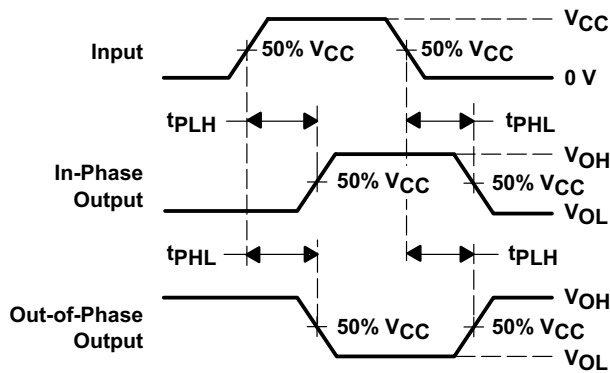 VCC
Input
50% VCC
50% VCC
0 V
tPLH
tPHL
In-Phase
Output
VOH
50% VCC
50% VCC
VOL
tPHL
tPLH
Out-of-Phase
Output
VOH
50% VCC
50% VCC
VOL